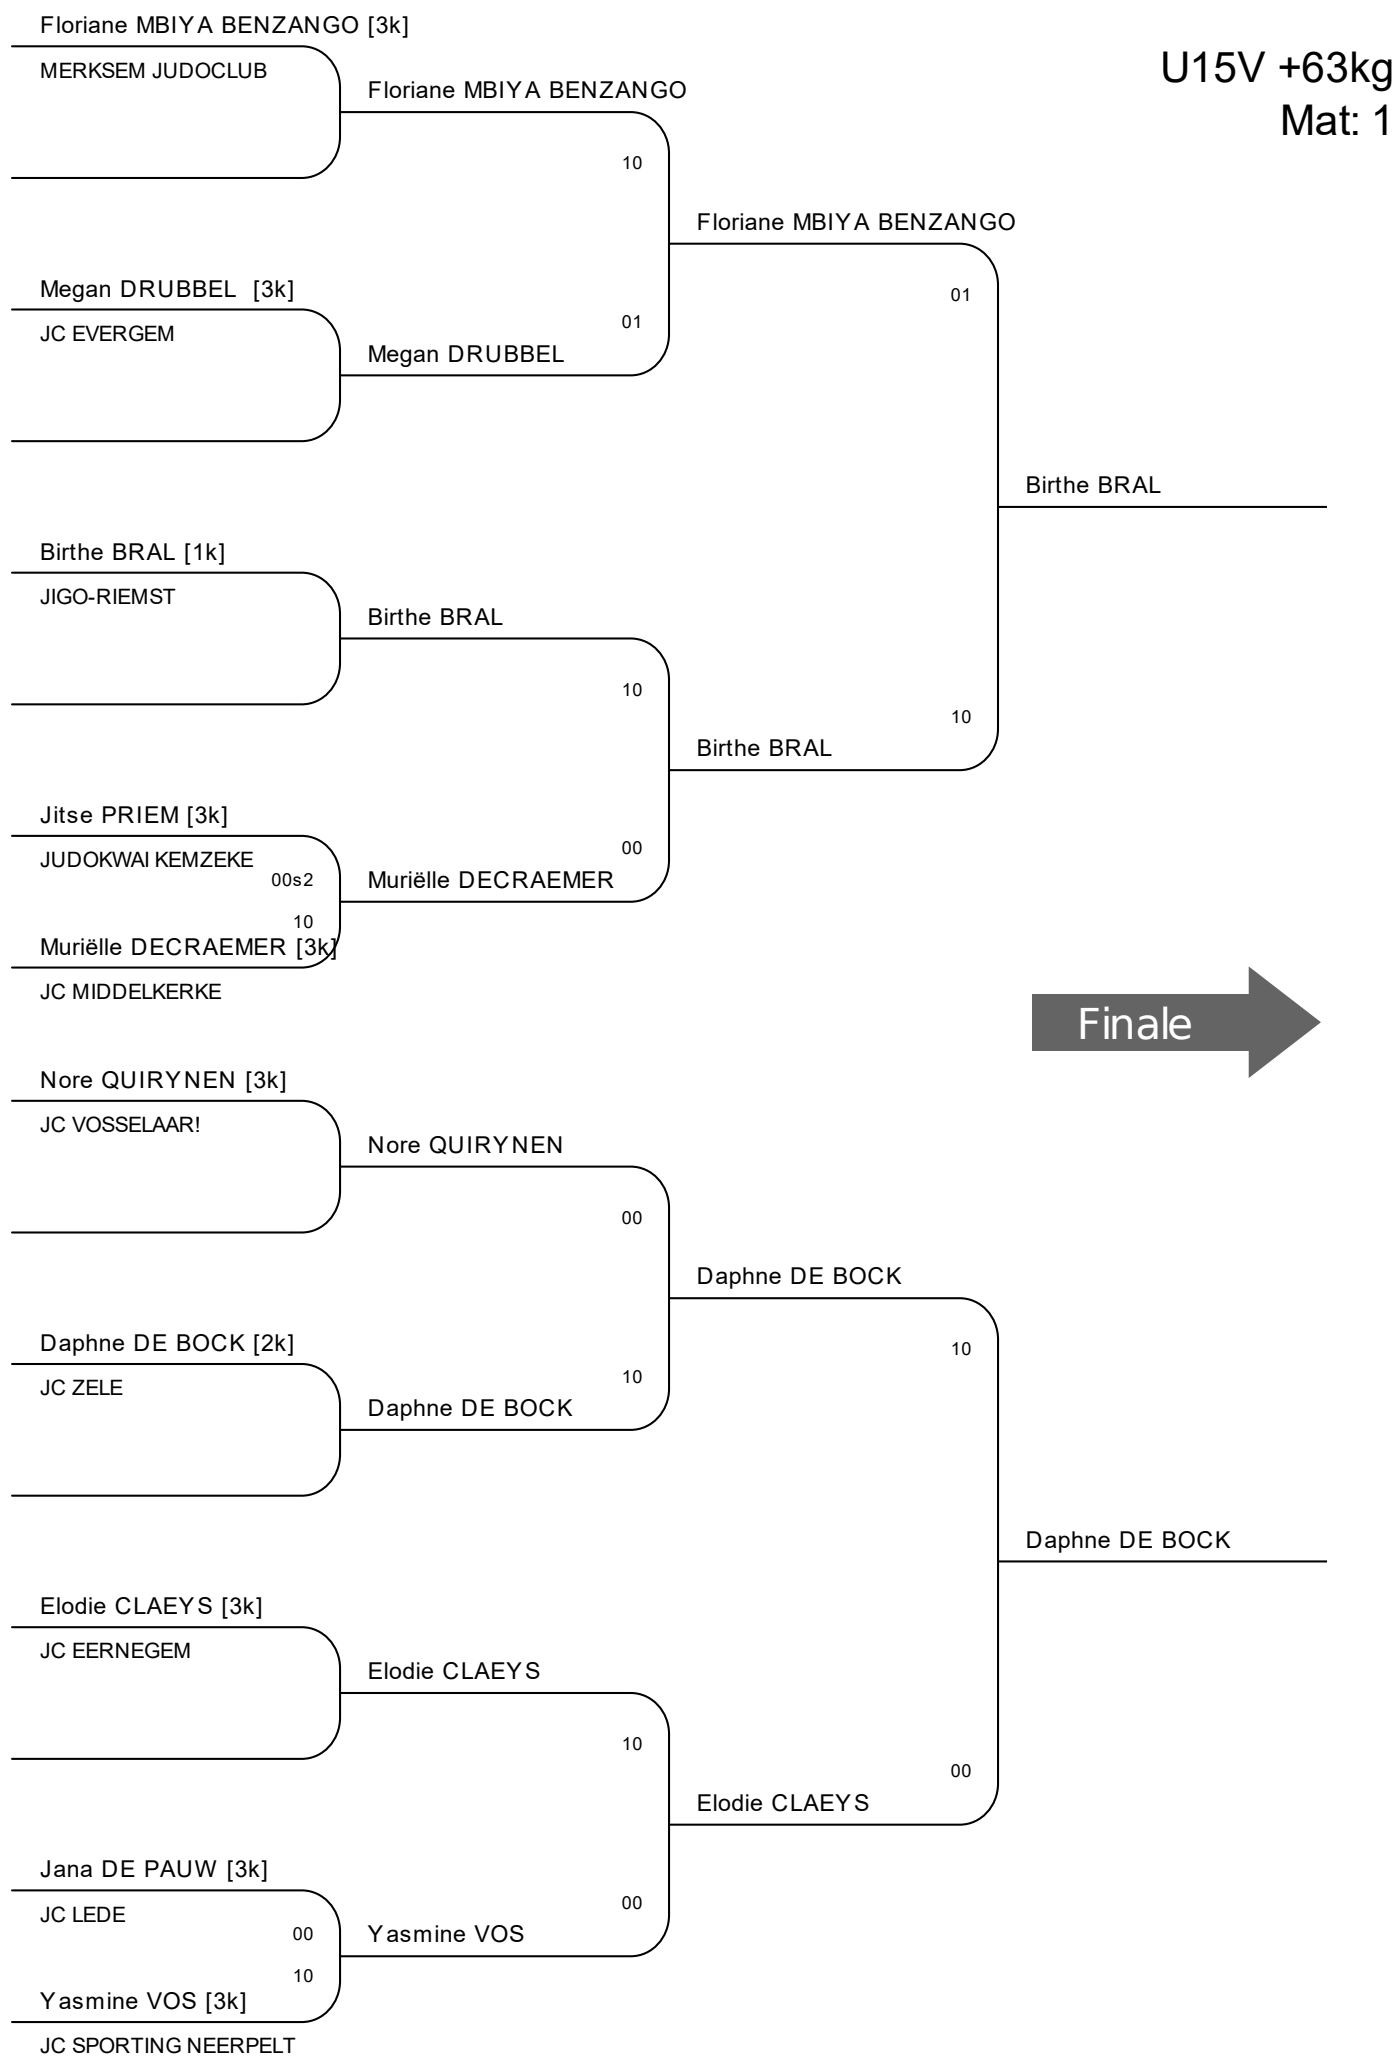 Floriane MBIYA BENZANGO [3k]
U15V +63kg
MERKSEM JUDOCLUB
Floriane MBIYA BENZANGO
Mat: 1
10
Floriane MBIYA BENZANGO
Megan DRUBBEL [3k]
01
JC EVERGEM
01
Megan DRUBBEL
Birthe BRAL
Birthe BRAL [1k]
JIGO-RIEMST
Birthe BRAL
10
10
Birthe BRAL
Jitse PRIEM [3k]
JUDOKWAI KEMZEKE
00
00s2
Muriëlle DECRAEMER
10
Muriëlle DECRAEMER [3k]
JC MIDDELKERKE
Finale
Nore QUIRYNEN [3k]
JC VOSSELAAR!
Nore QUIRYNEN
00
Daphne DE BOCK
Daphne DE BOCK [2k]
10
JC ZELE
10
Daphne DE BOCK
Daphne DE BOCK
Elodie CLAEYS [3k]
JC EERNEGEM
Elodie CLAEYS
10
00
Elodie CLAEYS
Jana DE PAUW [3k]
JC LEDE
00
00
Yasmine VOS
10
Yasmine VOS [3k]
JC SPORTING NEERPELT